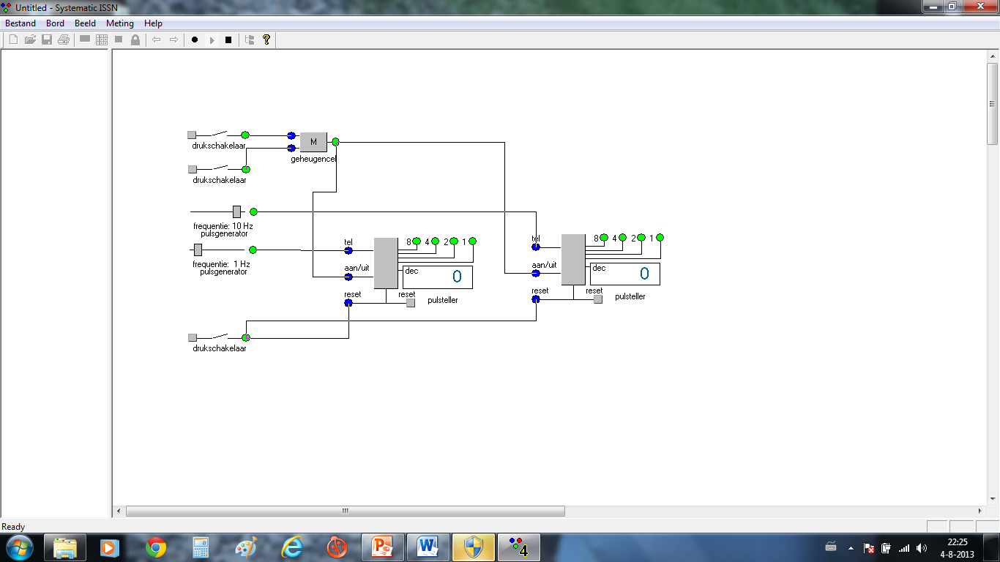 Untitled - Systematic ISSN
Bestand Bord Beeld Meting Help
drukschakelaar
M
geheugencel
drukschakelaar
frequentie: 10 Hz
pulsgenerator
frequentie: 1 Hz
pulsgenerator
tel
8 4 2 1
aan/uit
dec
0
reset
reset
pulsteller
tel
8 4 2 1
aan/uit
dec
0
reset
reset
pulsteller
drukschakelaar
Ready
22:25
4-8-2013